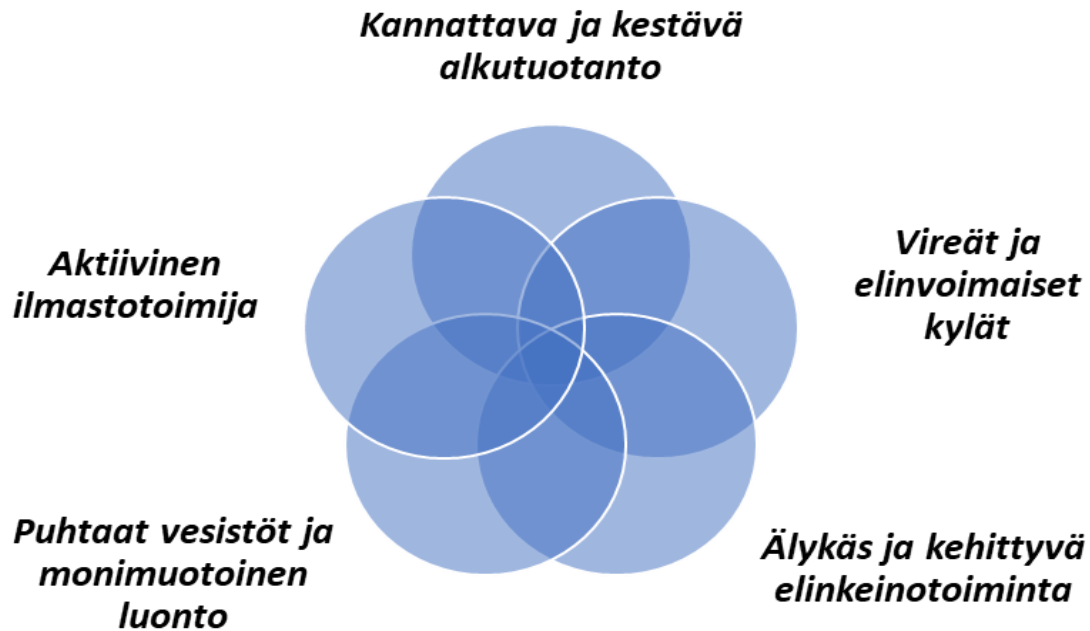 Kannattava ja kestävä
alkutuotanto
Vireät ja
elinvoimaiset
kylät
Älykäs ja kehittyvä
elinkeinotoiminta
Puhtaat vesistöt ja
monimuotoinen
luonto
Aktiivinen
ilmastotoimija